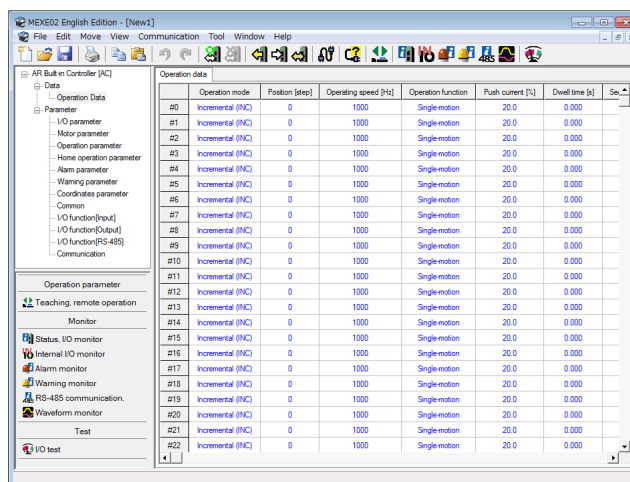 MEXE02 English Edition - [New1]
File Edit Move View Communication Tool Window Help
AR Built-in Controller [AC]
Data
Operation Data
Parameter
I/O parameter
Motor parameter
Operation parameter
Home operation parameter
Alarm parameter
Warning parameter
Coordinates parameter
Common
I/O function[Input]
I/O function[Output]
I/O function[RS-485]
Communication
Operation parameter
Teaching, remote operation
Monitor
Status, I/O monitor
Internal I/O monitor
Alarm monitor
Warning monitor
RS-485 communication.
Waveform monitor
Test
I/O test
Operation data
Operation mode Position [step] Operating speed [Hz] Operation function Push current [%] Dwell time [s]
#0 Incremental (INC) 0 1000 Single-motion 20.0 0.000
#1 Incremental (INC) 0 1000 Single-motion 20.0 0.000
#2 Incremental (INC) 0 1000 Single-motion 20.0 0.000
#3 Incremental (INC) 0 1000 Single-motion 20.0 0.000
#4 Incremental (INC) 0 1000 Single-motion 20.0 0.000
#5 Incremental (INC) 0 1000 Single-motion 20.0 0.000
#6 Incremental (INC) 0 1000 Single-motion 20.0 0.000
#7 Incremental (INC) 0 1000 Single-motion 20.0 0.000
#8 Incremental (INC) 0 1000 Single-motion 20.0 0.000
#9 Incremental (INC) 0 1000 Single-motion 20.0 0.000
#10 Incremental (INC) 0 1000 Single-motion 20.0 0.000
#11 Incremental (INC) 0 1000 Single-motion 20.0 0.000
#12 Incremental (INC) 0 1000 Single-motion 20.0 0.000
#13 Incremental (INC) 0 1000 Single-motion 20.0 0.000
#14 Incremental (INC) 0 1000 Single-motion 20.0 0.000
#15 Incremental (INC) 0 1000 Single-motion 20.0 0.000
#16 Incremental (INC) 0 1000 Single-motion 20.0 0.000
#17 Incremental (INC) 0 1000 Single-motion 20.0 0.000
#18 Incremental (INC) 0 1000 Single-motion 20.0 0.000
#19 Incremental (INC) 0 1000 Single-motion 20.0 0.000
#20 Incremental (INC) 0 1000 Single-motion 20.0 0.000
#21 Incremental (INC) 0 1000 Single-motion 20.0 0.000
#22 Incremental (INC) 0 1000 Single-motion 20.0 0.000